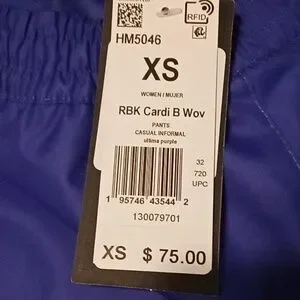 RFID
HM5046
XS
WOMEN / MUJER
RBK Cardi B Wov
PANTS
CASUAL INFORMAL
ultima purple
32
720
UPC
1 95746 43544 2
130079701
XS $ 75.00